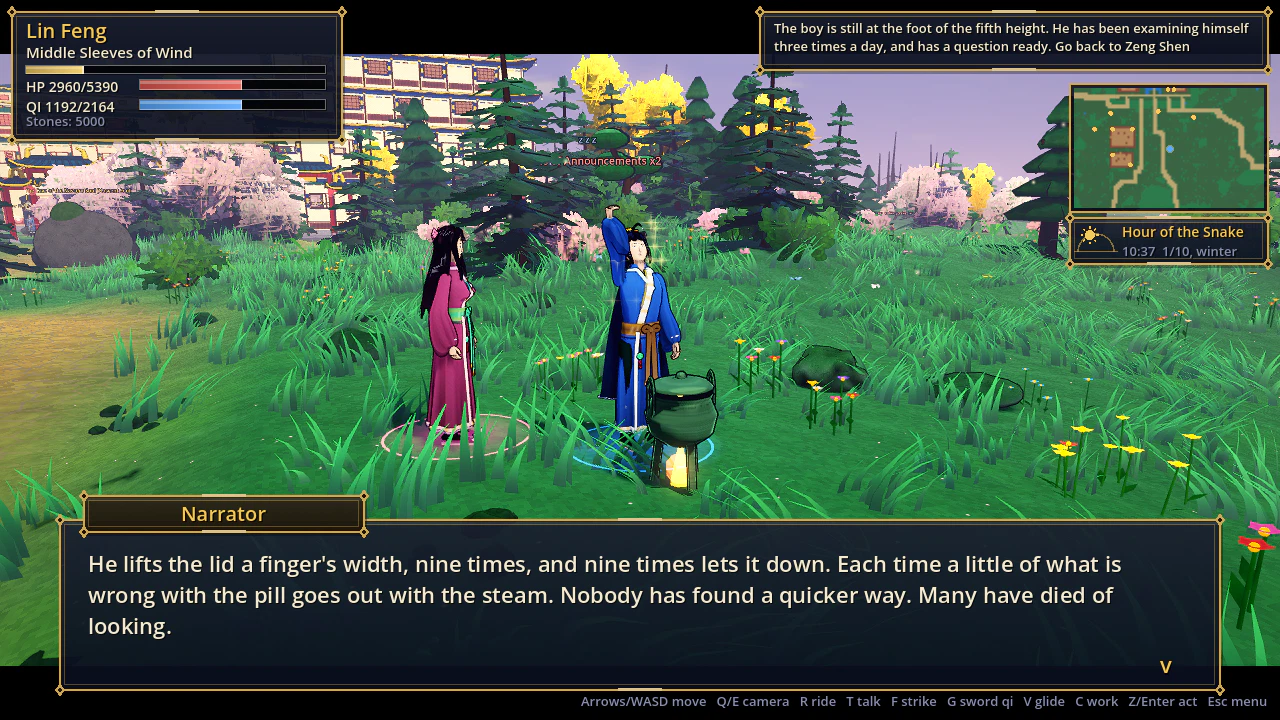 Lin Feng
Middle Sleeves of Wind
HP 2960/5390
QI 1192/2164
Stones: 5000
The boy is still at the foot of the fifth height. He has been examining himself
three times a day, and has a question ready. Go back to Zeng Shen
z z z
Announcements x2
Hour of the Snake
10:37 1/10, winter
Narrator
He lifts the lid a finger's width, nine times, and nine times lets it down. Each time a little of what is
wrong with the pill goes out with the steam. Nobody has found a quicker way. Many have died of
looking.
V
Arrows/WASD move Q/E camera R ride T talk F strike G sword qi V glide C work Z/Enter act Esc menu